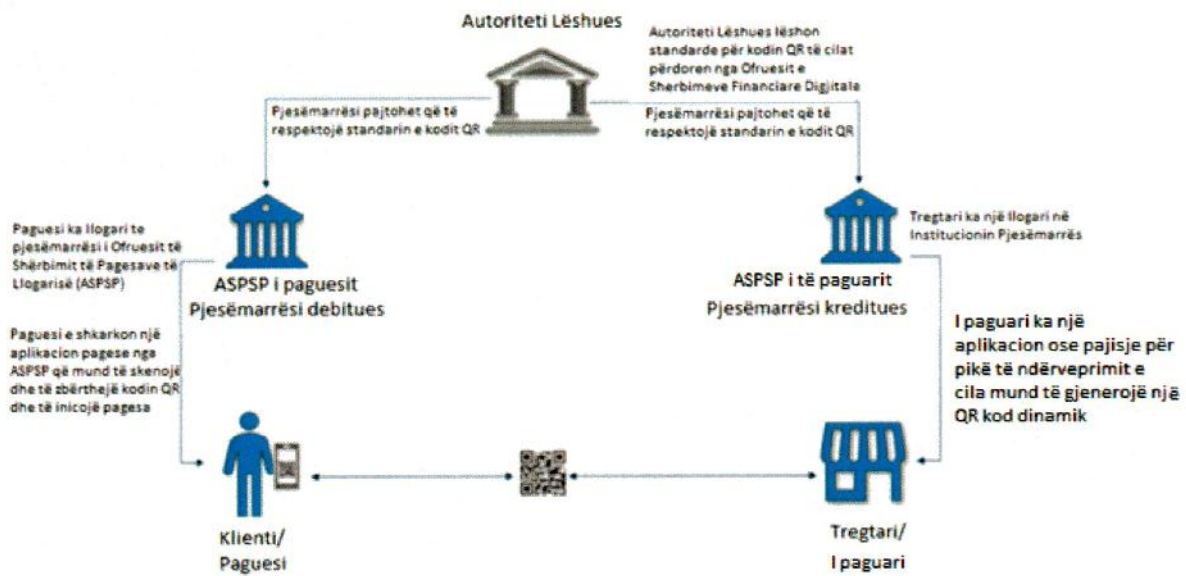 Autoriteti Lëshues
Autoriteti Lëshues lëshon
standarde për kodin QR të cilat
përdoren nga Ofruesit e
Sherbimeve Financiare Digjitale
Pjesëmarrësi pajtohet që të
respektojë standarin e kodit QR
Pjesëmarrësi pajtohet që të
respektojë standarin e kodit QR
Paguesi ka llogari te
pjesëmarrësi i Ofruesit të
Shërbimit të Pagesave të
Llogarisë (ASPSP)
ASPSP i paguesit
Pjesëmarrësi debitues
Tregtari ka një llogari në
Institucionin Pjesëmarrës
ASPSP i të paguarit
Pjesëmarrësi kreditues
Paguesi e shkarkon një
aplikacion pagese nga
ASPSP që mund të skenojë
dhe të zbërthejë kodin QR
dhe të inicojë pagesa
I paguari ka një
aplikacion ose pajisje për
pikë të ndërveprimit e
cila mund të gjenerojë një
QR kod dinamik
Klienti/
Paguesi
Tregtari/
I paguari